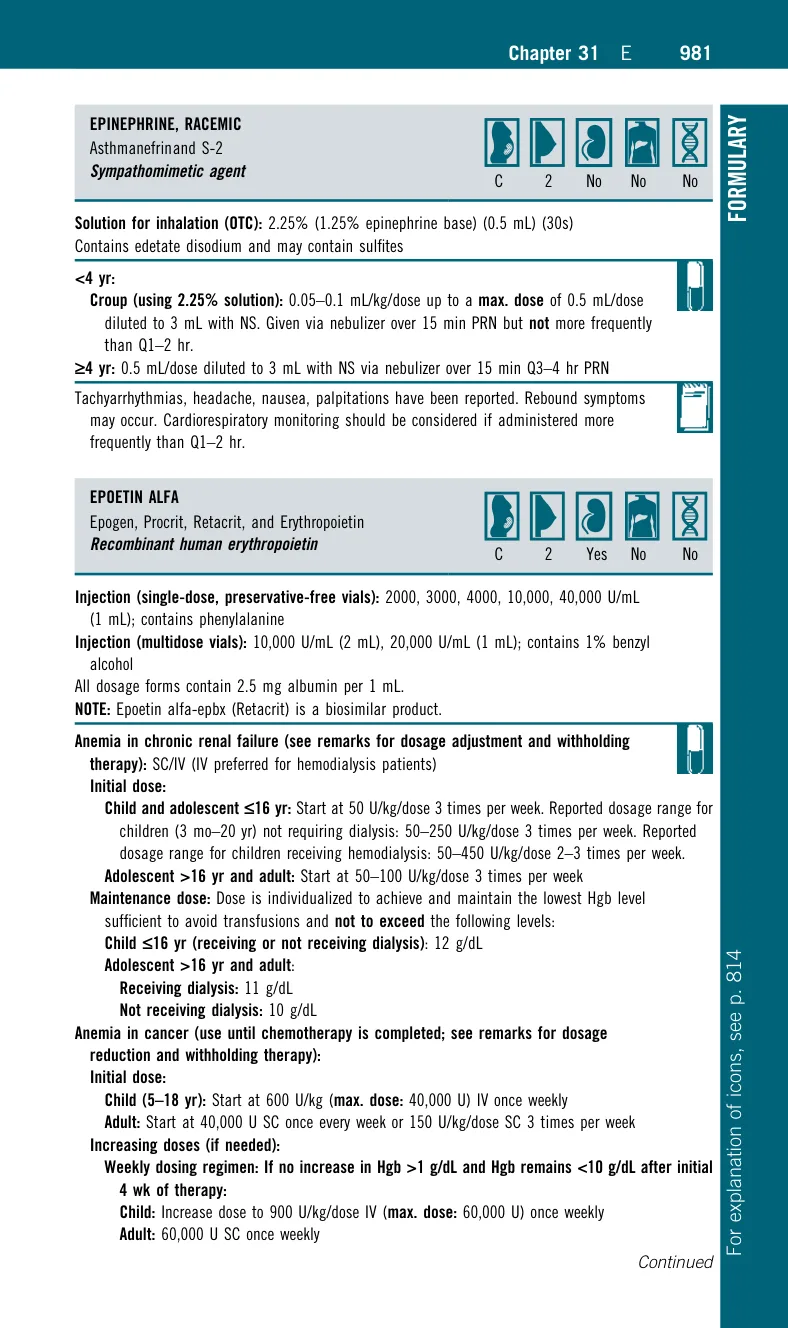 Chapter 31 E 981
EPINEPHRINE, RACEMIC
Asthmanefrinand S-2
Sympathomimetic agent
C 2 No No No
Solution for inhalation (OTC): 2.25% (1.25% epinephrine base) (0.5 mL) (30s)
Contains edetate disodium and may contain sulfites
<4 yr:
Croup (using 2.25% solution): 0.05–0.1 mL/kg/dose up to a max. dose of 0.5 mL/dose
diluted to 3 mL with NS. Given via nebulizer over 15 min PRN but not more frequently
than Q1–2 hr.
≥4 yr: 0.5 mL/dose diluted to 3 mL with NS via nebulizer over 15 min Q3–4 hr PRN
Tachyarrhythmias, headache, nausea, palpitations have been reported. Rebound symptoms
may occur. Cardiorespiratory monitoring should be considered if administered more
frequently than Q1–2 hr.
EPOETIN ALFA
Epogen, Procrit, Retacrit, and Erythropoietin
Recombinant human erythropoietin
C 2 Yes No No
Injection (single-dose, preservative-free vials): 2000, 3000, 4000, 10,000, 40,000 U/mL
(1 mL); contains phenylalanine
Injection (multidose vials): 10,000 U/mL (2 mL), 20,000 U/mL (1 mL); contains 1% benzyl
alcohol
All dosage forms contain 2.5 mg albumin per 1 mL.
NOTE: Epoetin alfa-epbx (Retacrit) is a biosimilar product.
Anemia in chronic renal failure (see remarks for dosage adjustment and withholding
therapy): SC/IV (IV preferred for hemodialysis patients)
Initial dose:
Child and adolescent ≤16 yr: Start at 50 U/kg/dose 3 times per week. Reported dosage range for
children (3 mo–20 yr) not requiring dialysis: 50–250 U/kg/dose 3 times per week. Reported
dosage range for children receiving hemodialysis: 50–450 U/kg/dose 2–3 times per week.
Adolescent >16 yr and adult: Start at 50–100 U/kg/dose 3 times per week
Maintenance dose: Dose is individualized to achieve and maintain the lowest Hgb level
sufficient to avoid transfusions and not to exceed the following levels:
Child ≤16 yr (receiving or not receiving dialysis): 12 g/dL
Adolescent >16 yr and adult:
Receiving dialysis: 11 g/dL
Not receiving dialysis: 10 g/dL
Anemia in cancer (use until chemotherapy is completed; see remarks for dosage
reduction and withholding therapy):
Initial dose:
Child (5–18 yr): Start at 600 U/kg (max. dose: 40,000 U) IV once weekly
Adult: Start at 40,000 U SC once every week or 150 U/kg/dose SC 3 times per week
Increasing doses (if needed):
Weekly dosing regimen: If no increase in Hgb >1 g/dL and Hgb remains <10 g/dL after initial
4 wk of therapy:
Child: Increase dose to 900 U/kg/dose IV (max. dose: 60,000 U) once weekly
Adult: 60,000 U SC once weekly
Continued
FORMULARY
For explanation of icons, see p. 814